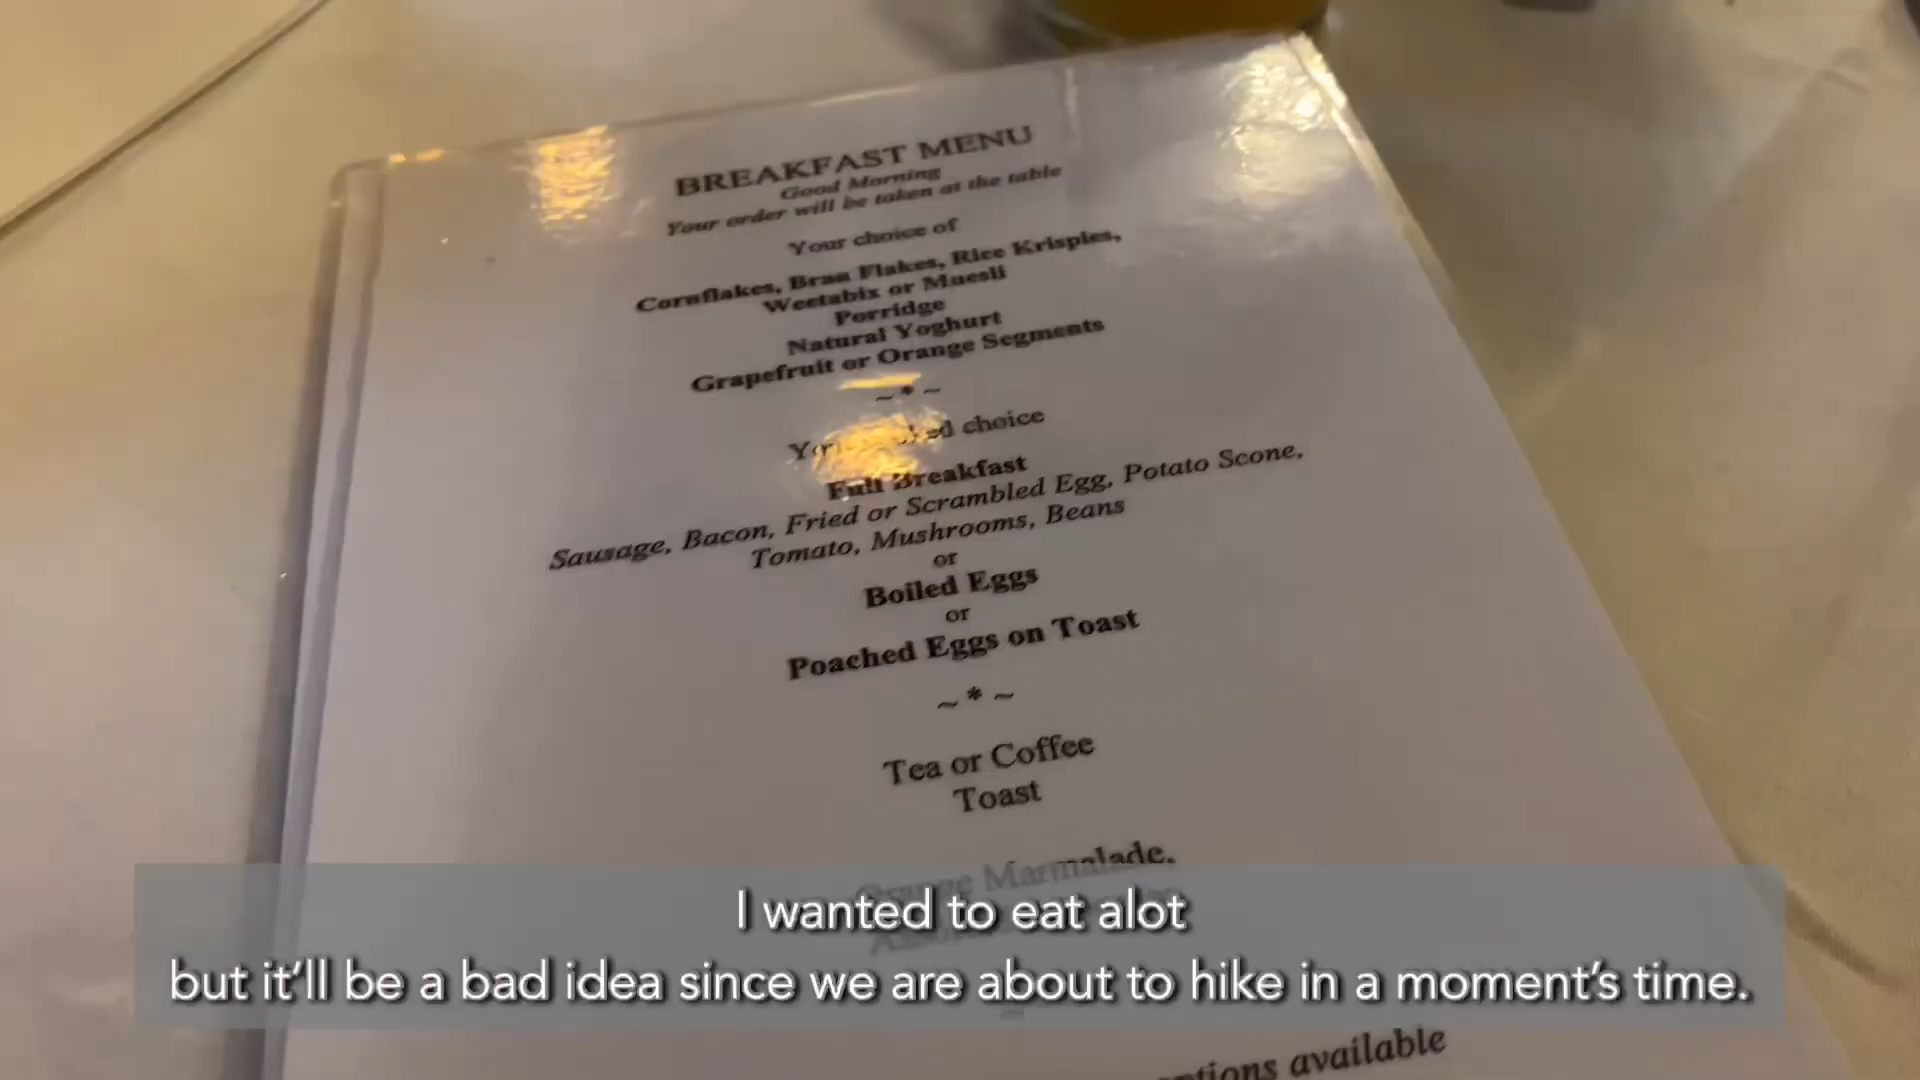 BREAKFAST MENU
Good Morning
Your order will be taken at the table
Your choice of
Cornflakes, Bran Flakes, Rice Krispies,
Weetabix or Muesli
Porridge
Natural Yoghurt
Grapefruit or Orange Segments
~ * ~
choice
Full Breakfast
Sausage, Bacon, Fried or Scrambled Egg, Potato Scone,
Tomato, Mushrooms, Beans
or
Boiled Eggs
or
Poached Eggs on Toast
~ * ~
Tea or Coffee
Toast
Orange Marmalade,
I wanted to eat alot
but it'll be a bad idea since we are about to hike in a moment's time.
available